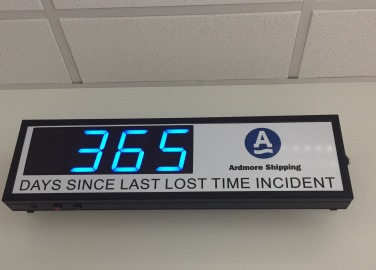 365
A
Ardmore Shipping
DAYS SINCE LAST LOST TIME INCIDENT